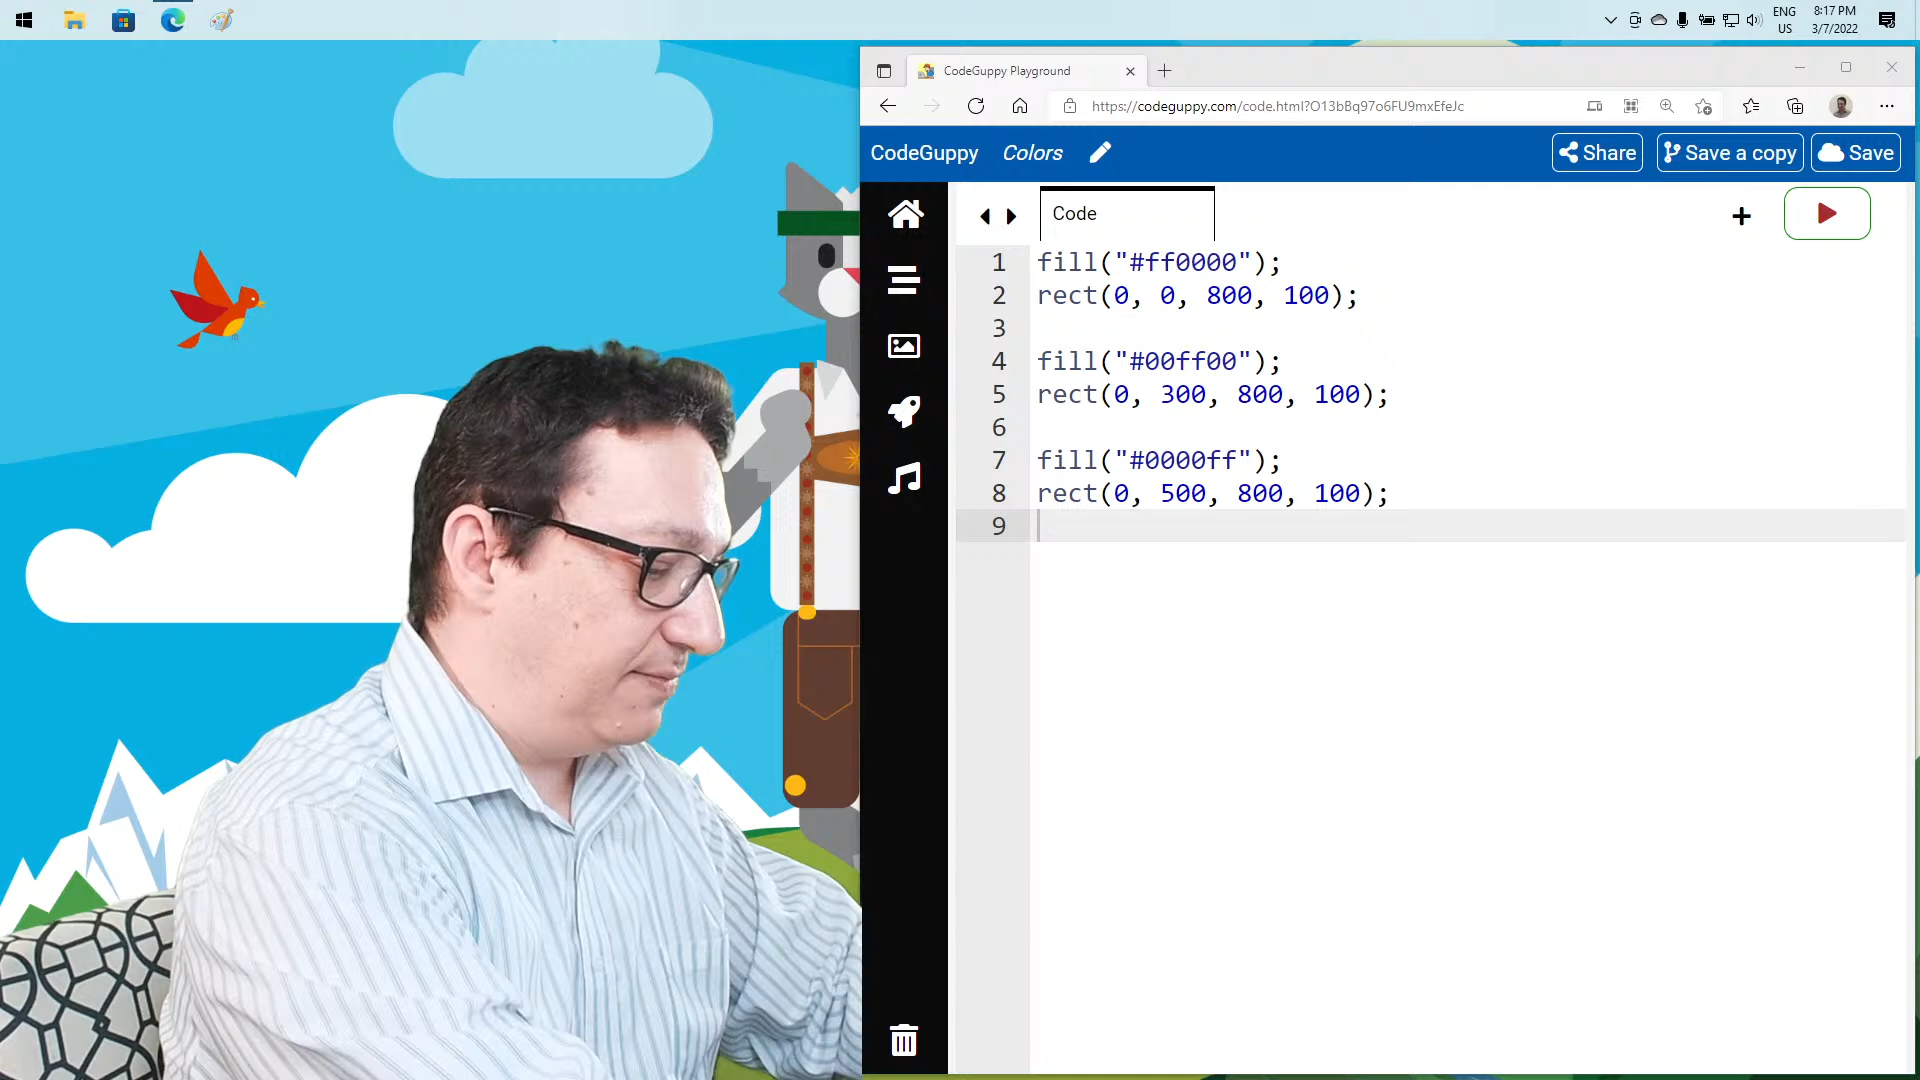 ENG
US
8:17 PM
3/7/2022
CodeGuppy Playground
https://codeguppy.com/code.html?O13bBq97o6FU9mxEfeJc
CodeGuppy
Colors
Share
Save a copy
Save
Code
1 fill("#ff0000");
2 rect(0, 0, 800, 100);
3
4 fill("#00ff00");
5 rect(0, 300, 800, 100);
6
7 fill("#0000ff");
8 rect(0, 500, 800, 100);
9